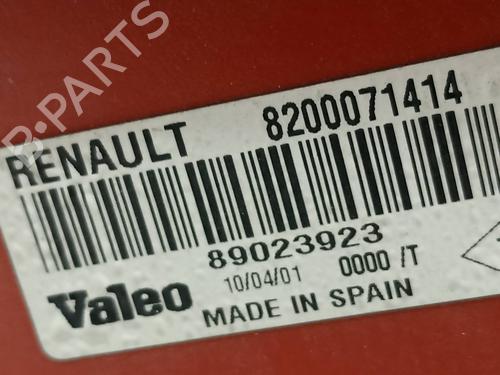 B-PARTS
RENAULT 8200071414
89023923
Valeo 10/04/01 0000 /T
MADE IN SPAIN